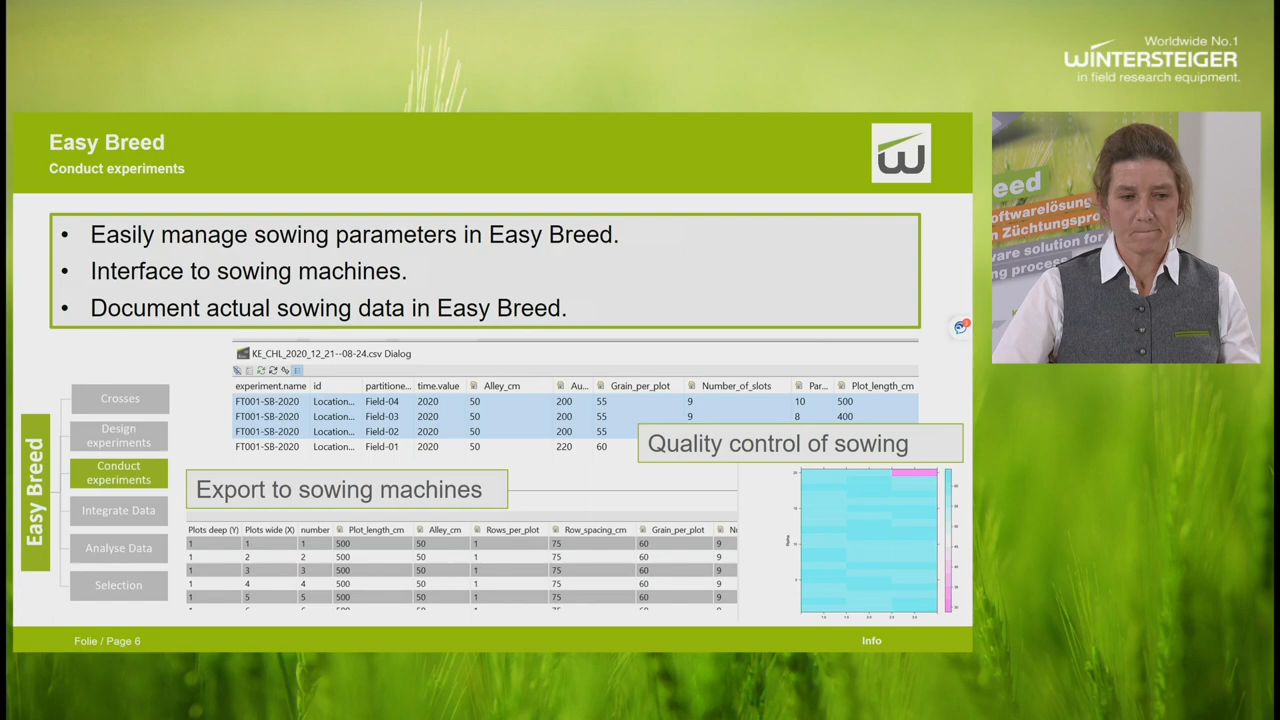 Worldwide No.1
WINTERSTEIGER
in field research equipment.
Easy Breed
Conduct experiments
W
• Easily manage sowing parameters in Easy Breed.
• Interface to sowing machines.
• Document actual sowing data in Easy Breed.
eed
oftwarelösung
n Züchtungspro
ware solution for
ng process
KE_CHL_2020_12_21--08-24.csv Dialog
experiment.name id partitione... time.value Alley_cm Au... Grain_per_plot Number_of_slots Par... Plot_length_cm
FT001-SB-2020 Location... Field-04 2020 50 200 55 9 10 500
FT001-SB-2020 Location... Field-03 2020 50 200 55 9 8 400
FT001-SB-2020 Location... Field-02 2020 50 200 55
FT001-SB-2020 Location... Field-01 2020 50 220 60
Quality control of sowing
Easy Breed
Crosses
Design
experiments
Conduct
experiments
Integrate Data
Analyse Data
Selection
Export to sowing machines
Plots deep (Y) Plots wide (X) number Plot_length_cm Alley_cm Rows_per_plot Row_spacing_cm Grain_per_plot
1 1 1 500 50 1 75 60 9
1 2 2 500 50 1 75 60 9
1 3 3 500 50 1 75 60 9
1 4 4 500 50 1 75 60 9
1 5 5 500 50 1 75 60 9
Folie / Page 6
Info